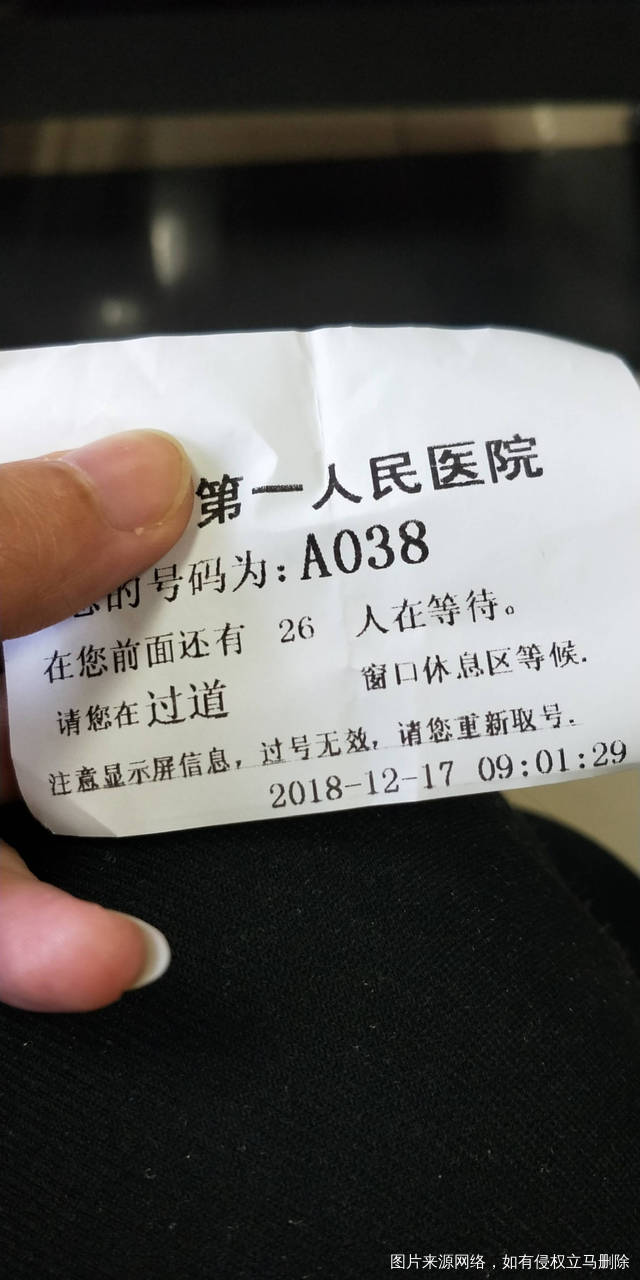 第一人民医院
您的号码为:A038
在您前面还有 26 人在等待。
请您在过道 窗口休息区等候.
注意显示屏信息，过号无效，请您重新取号.
2018-12-17 09:01:29
图片来源网络，如有侵权立马删除